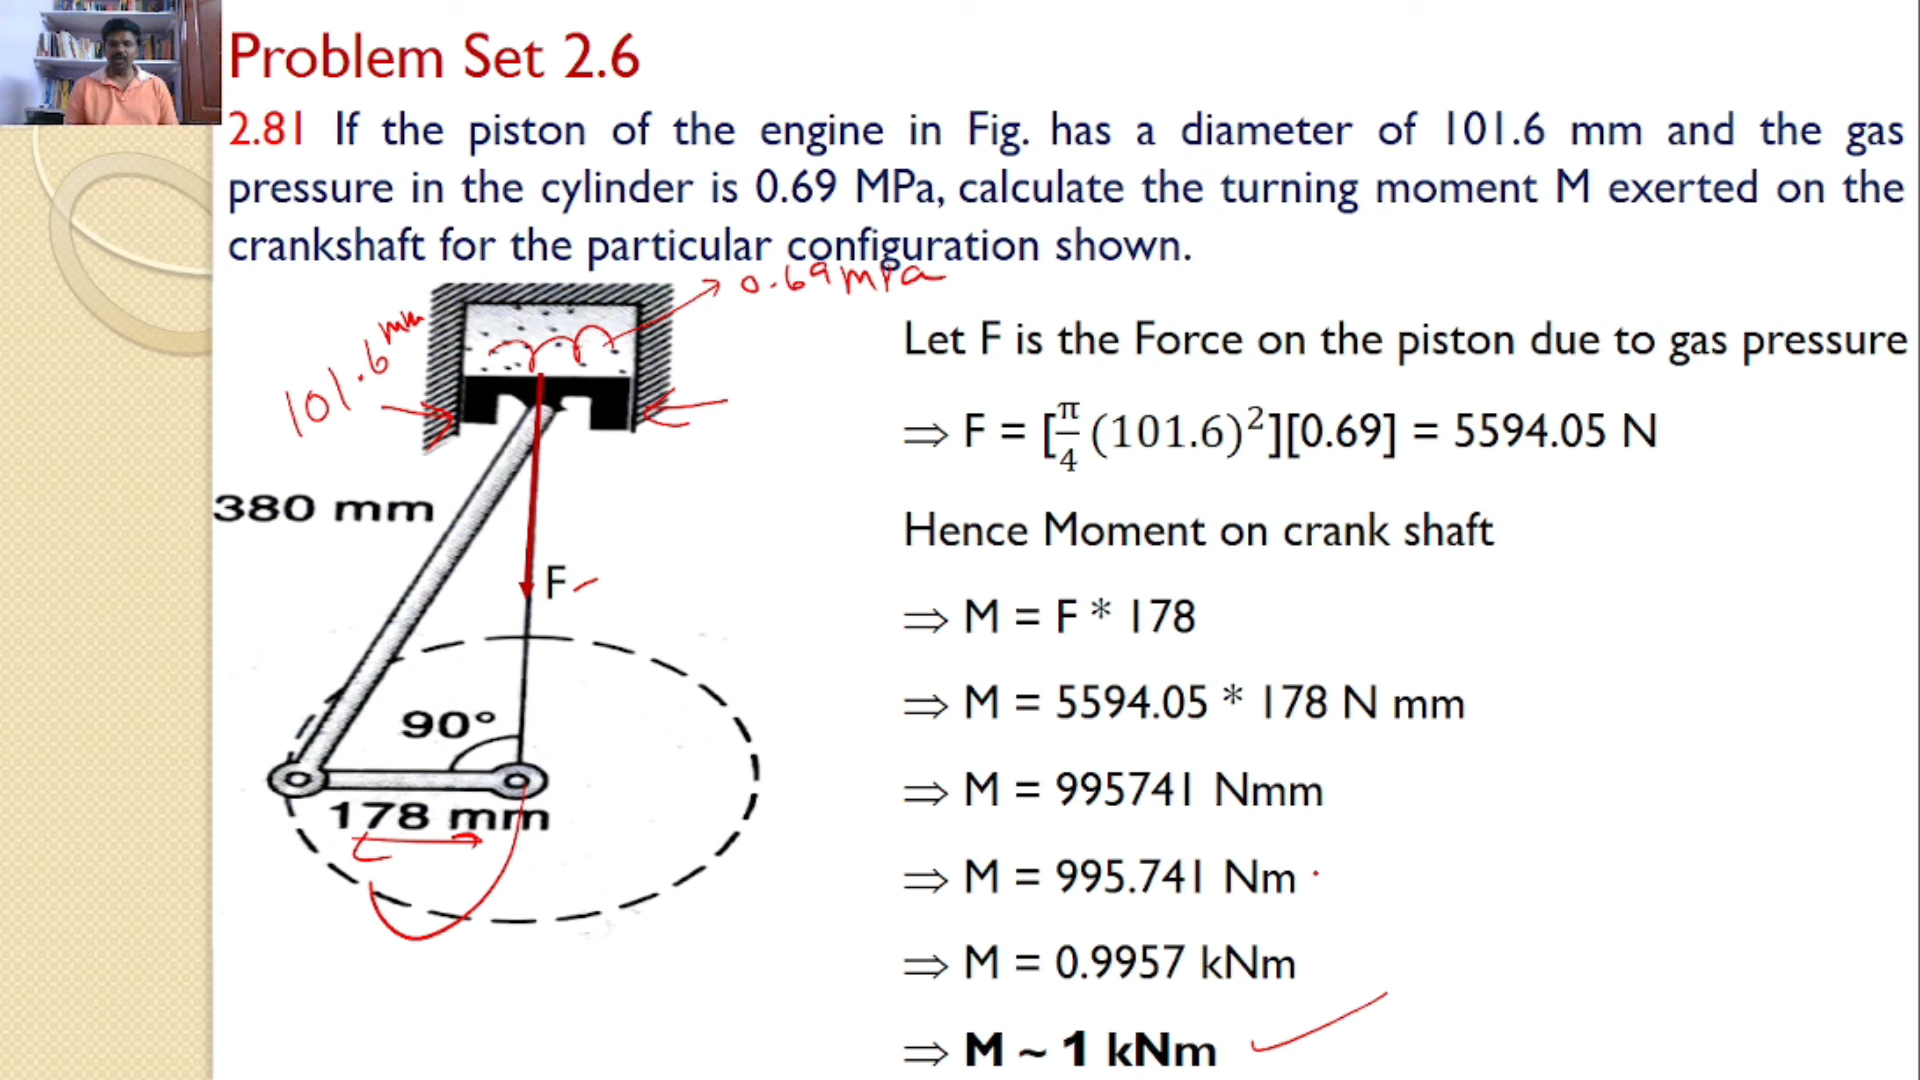 Problem Set 2.6
2.81 If the piston of the engine in Fig. has a diameter of 101.6 mm and the gas
pressure in the cylinder is 0.69 MPa, calculate the turning moment M exerted on the
crankshaft for the particular configuration shown.
0.69 mPa
101.6 mm
380 mm
F
90°
178 mm
Let F is the Force on the piston due to gas pressure
⇒ F = [π/4 (101.6)²][0.69] = 5594.05 N
Hence Moment on crank shaft
⇒ M = F * 178
⇒ M = 5594.05 * 178 N mm
⇒ M = 995741 Nmm
⇒ M = 995.741 Nm
⇒ M = 0.9957 kNm
⇒ M ~ 1 kNm